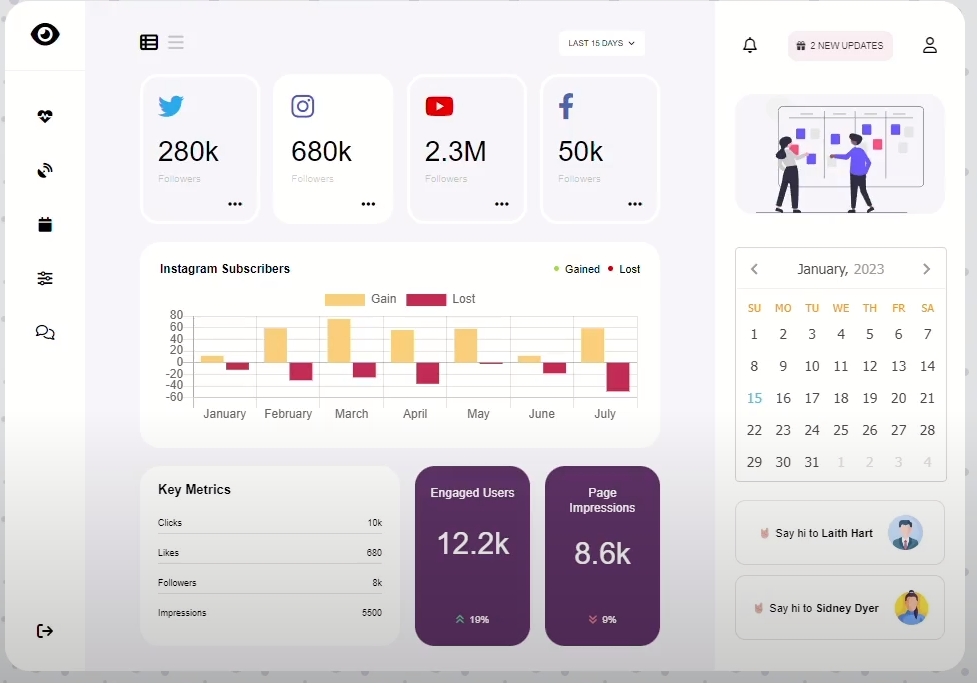 LAST 15 DAYS
2 NEW UPDATES
280k
Followers
680k
Followers
2.3M
Followers
50k
Followers
Instagram Subscribers
Gained Lost
Gain Lost
80
60
40
20
0
-20
-40
-60
January February March April May June July
Key Metrics
Clicks 10k
Likes 680
Followers 8k
Impressions 5500
Engaged Users
12.2k
19%
Page
Impressions
8.6k
9%
January, 2023
SU MO TU WE TH FR SA
1 2 3 4 5 6 7
8 9 10 11 12 13 14
15 16 17 18 19 20 21
22 23 24 25 26 27 28
29 30 31 1 2 3 4
Say hi to Laith Hart
Say hi to Sidney Dyer